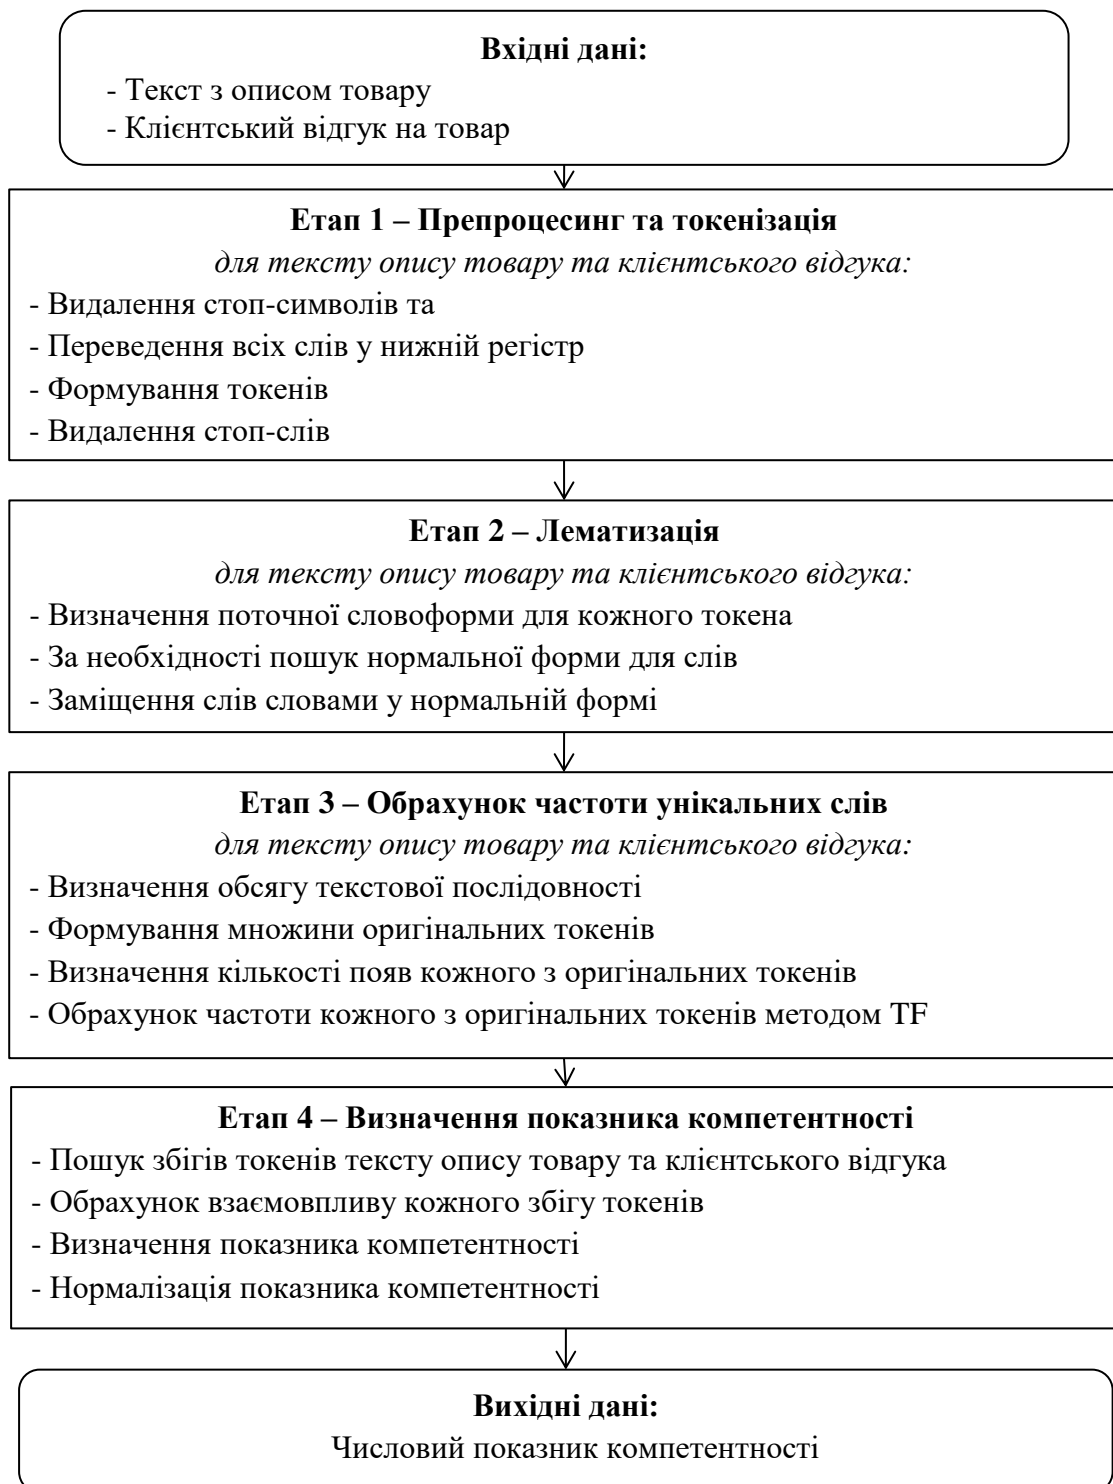 Вхідні дані:
- Текст з описом товару
- Клієнтський відгук на товар
Етап 1 – Препроцесинг та токенізація
для тексту опису товару та клієнтського відгука:
- Видалення стоп-символів та
- Переведення всіх слів у нижній регістр
- Формування токенів
- Видалення стоп-слів
Етап 2 – Лематизація
для тексту опису товару та клієнтського відгука:
- Визначення поточної словоформи для кожного токена
- За необхідності пошук нормальної форми для слів
- Заміщення слів словами у нормальній формі
Етап 3 – Обрахунок частоти унікальних слів
для тексту опису товару та клієнтського відгука:
- Визначення обсягу текстової послідовності
- Формування множини оригінальних токенів
- Визначення кількості появ кожного з оригінальних токенів
- Обрахунок частоти кожного з оригінальних токенів методом TF
Етап 4 – Визначення показника компетентності
- Пошук збігів токенів тексту опису товару та клієнтського відгука
- Обрахунок взаємовпливу кожного збігу токенів
- Визначення показника компетентності
- Нормалізація показника компетентності
Вихідні дані:
Числовий показник компетентності